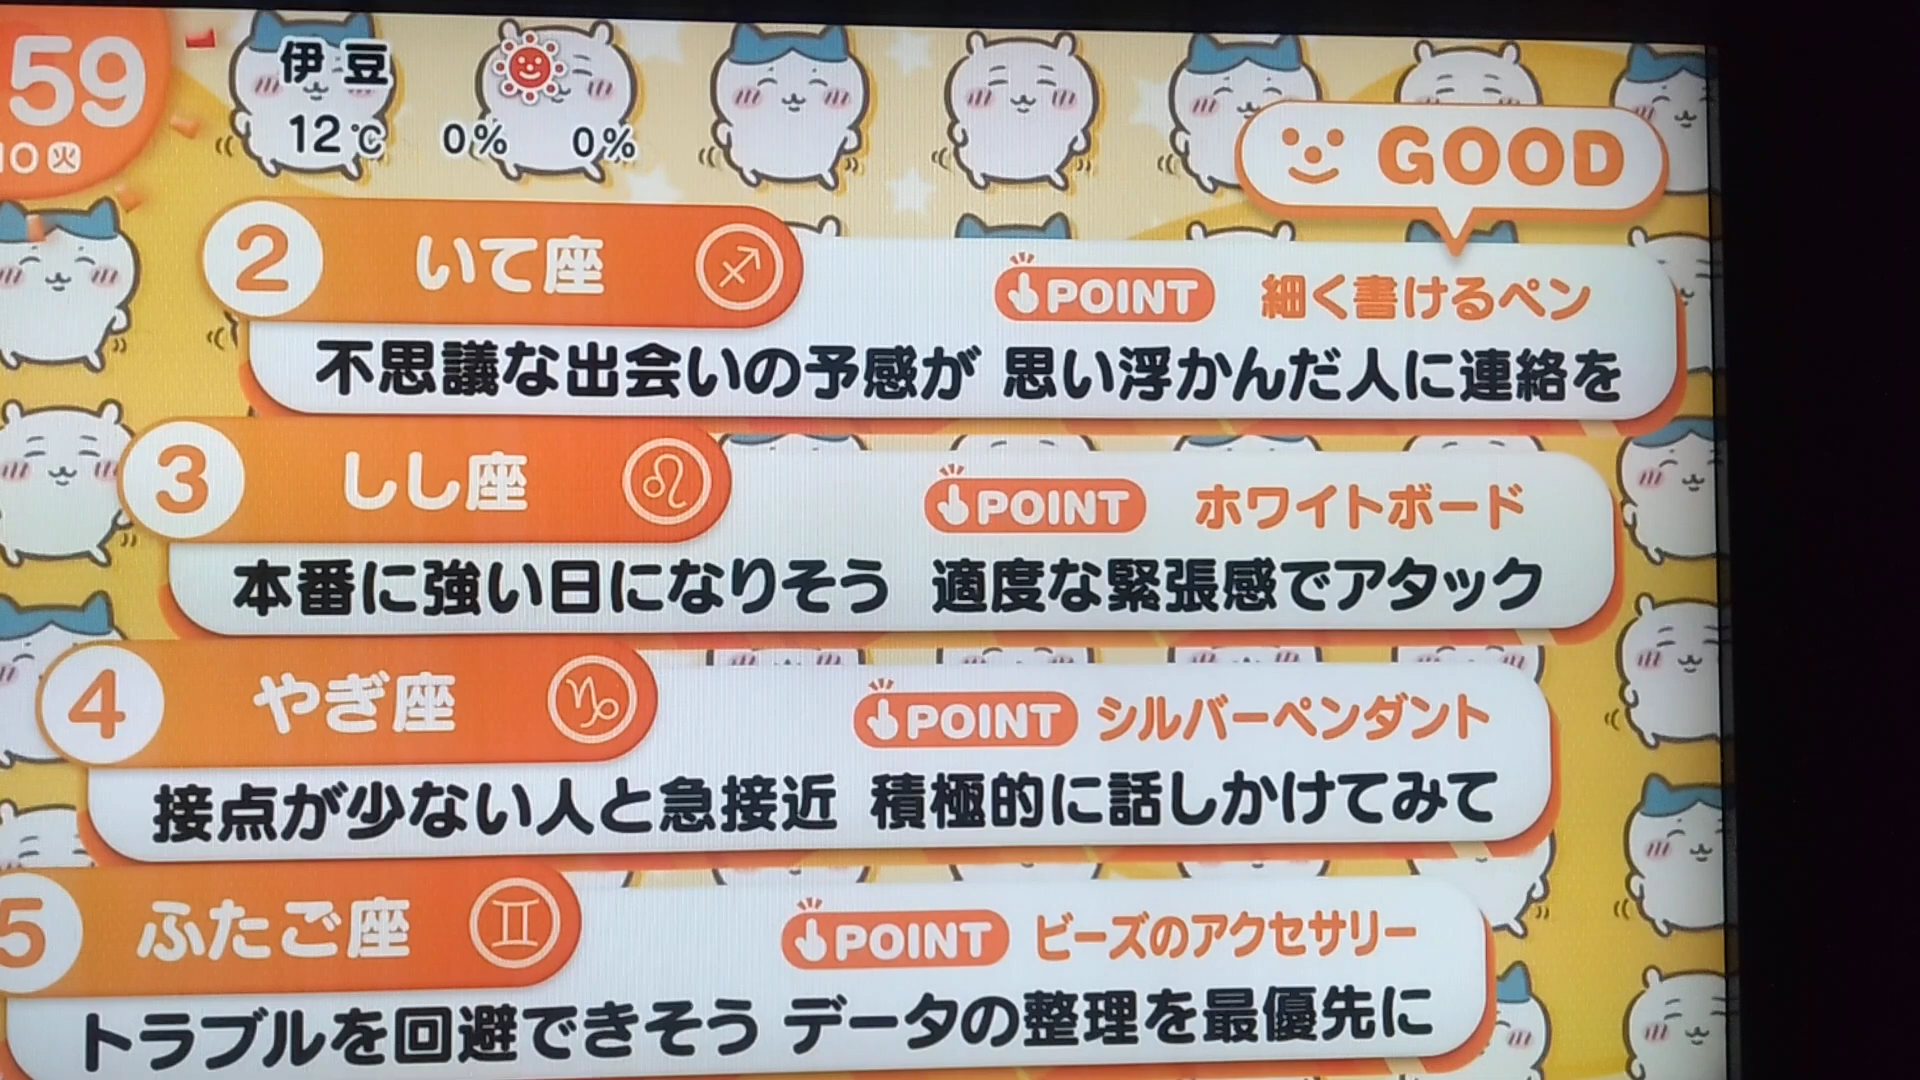 59
10 火
伊豆
12℃
0% 0%
GOOD
2 いて座
POINT 細く書けるペン
不思議な出会いの予感が 思い浮かんだ人に連絡を
3 しし座
POINT ホワイトボード
本番に強い日になりそう 適度な緊張感でアタック
4 やぎ座
POINT シルバーペンダント
接点が少ない人と急接近 積極的に話しかけてみて
5 ふたご座
POINT ビーズのアクセサリー
トラブルを回避できそう データの整理を最優先に